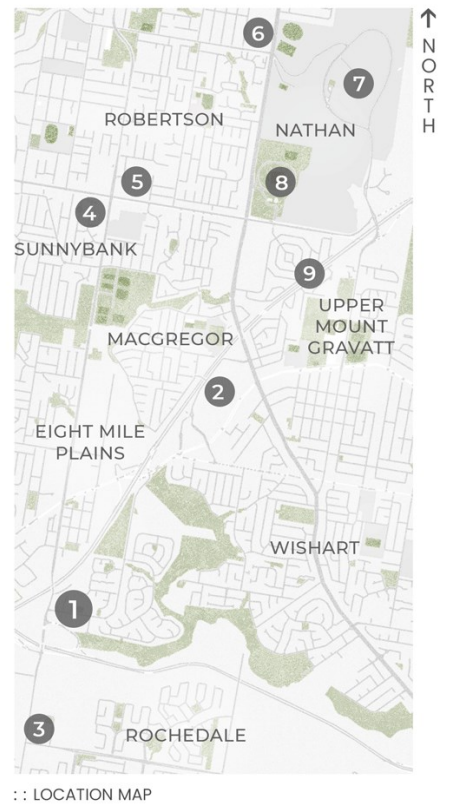 NORTH
6
7
ROBERTSON
NATHAN
5
8
4
SUNNYBANK
9
UPPER
MOUNT
GRAVATT
MACGREGOR
2
EIGHT MILE
PLAINS
WISHART
1
3
ROCHEDALE
:: LOCATION MAP